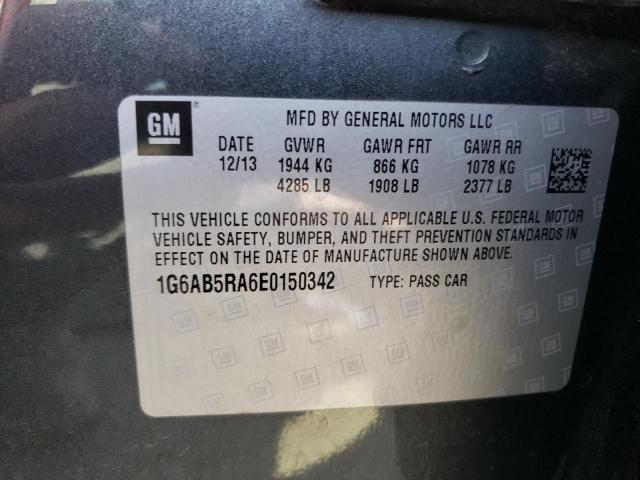 GM MFD BY GENERAL MOTORS LLC
DATE GVWR GAWR FRT GAWR RR
12/13 1944 KG 866 KG 1078 KG
4285 LB 1908 LB 2377 LB
THIS VEHICLE CONFORMS TO ALL APPLICABLE U.S. FEDERAL MOTOR
VEHICLE SAFETY, BUMPER, AND THEFT PREVENTION STANDARDS IN
EFFECT ON THE DATE OF MANUFACTURE SHOWN ABOVE.
1G6AB5RA6E0150342 TYPE: PASS CAR